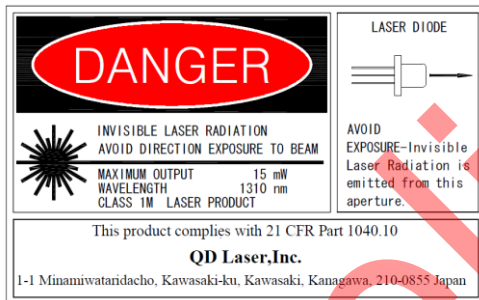 DANGER
INVISIBLE LASER RADIATION
AVOID DIRECTION EXPOSURE TO BEAM
MAXIMUM OUTPUT 15 mW
WAVELENGTH 1310 nm
CLASS 1M LASER PRODUCT
LASER DIODE
AVOID
EXPOSURE-Invisible
Laser Radiation is
emitted from this
aperture.
This product complies with 21 CFR Part 1040.10
QD Laser,Inc.
1-1 Minamiwataridacho, Kawasaki-ku, Kawasaki, Kanagawa, 210-0855 Japan